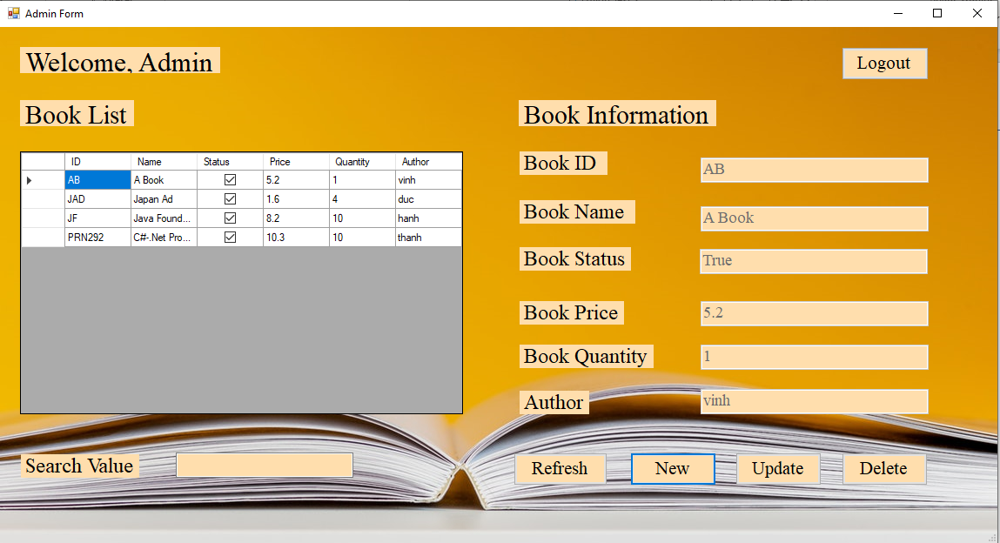 Admin Form
Welcome, Admin
Logout
Book List
Book Information
ID Name Status Price Quantity Author
AB A Book 5.2 1 vinh
JAD Japan Ad 1.6 4 duc
JF Java Found... 8.2 10 hanh
PRN292 C#-.Net Pro... 10.3 10 thanh
Book ID AB
Book Name A Book
Book Status True
Book Price 5.2
Book Quantity 1
Author vinh
Search Value
Refresh New Update Delete